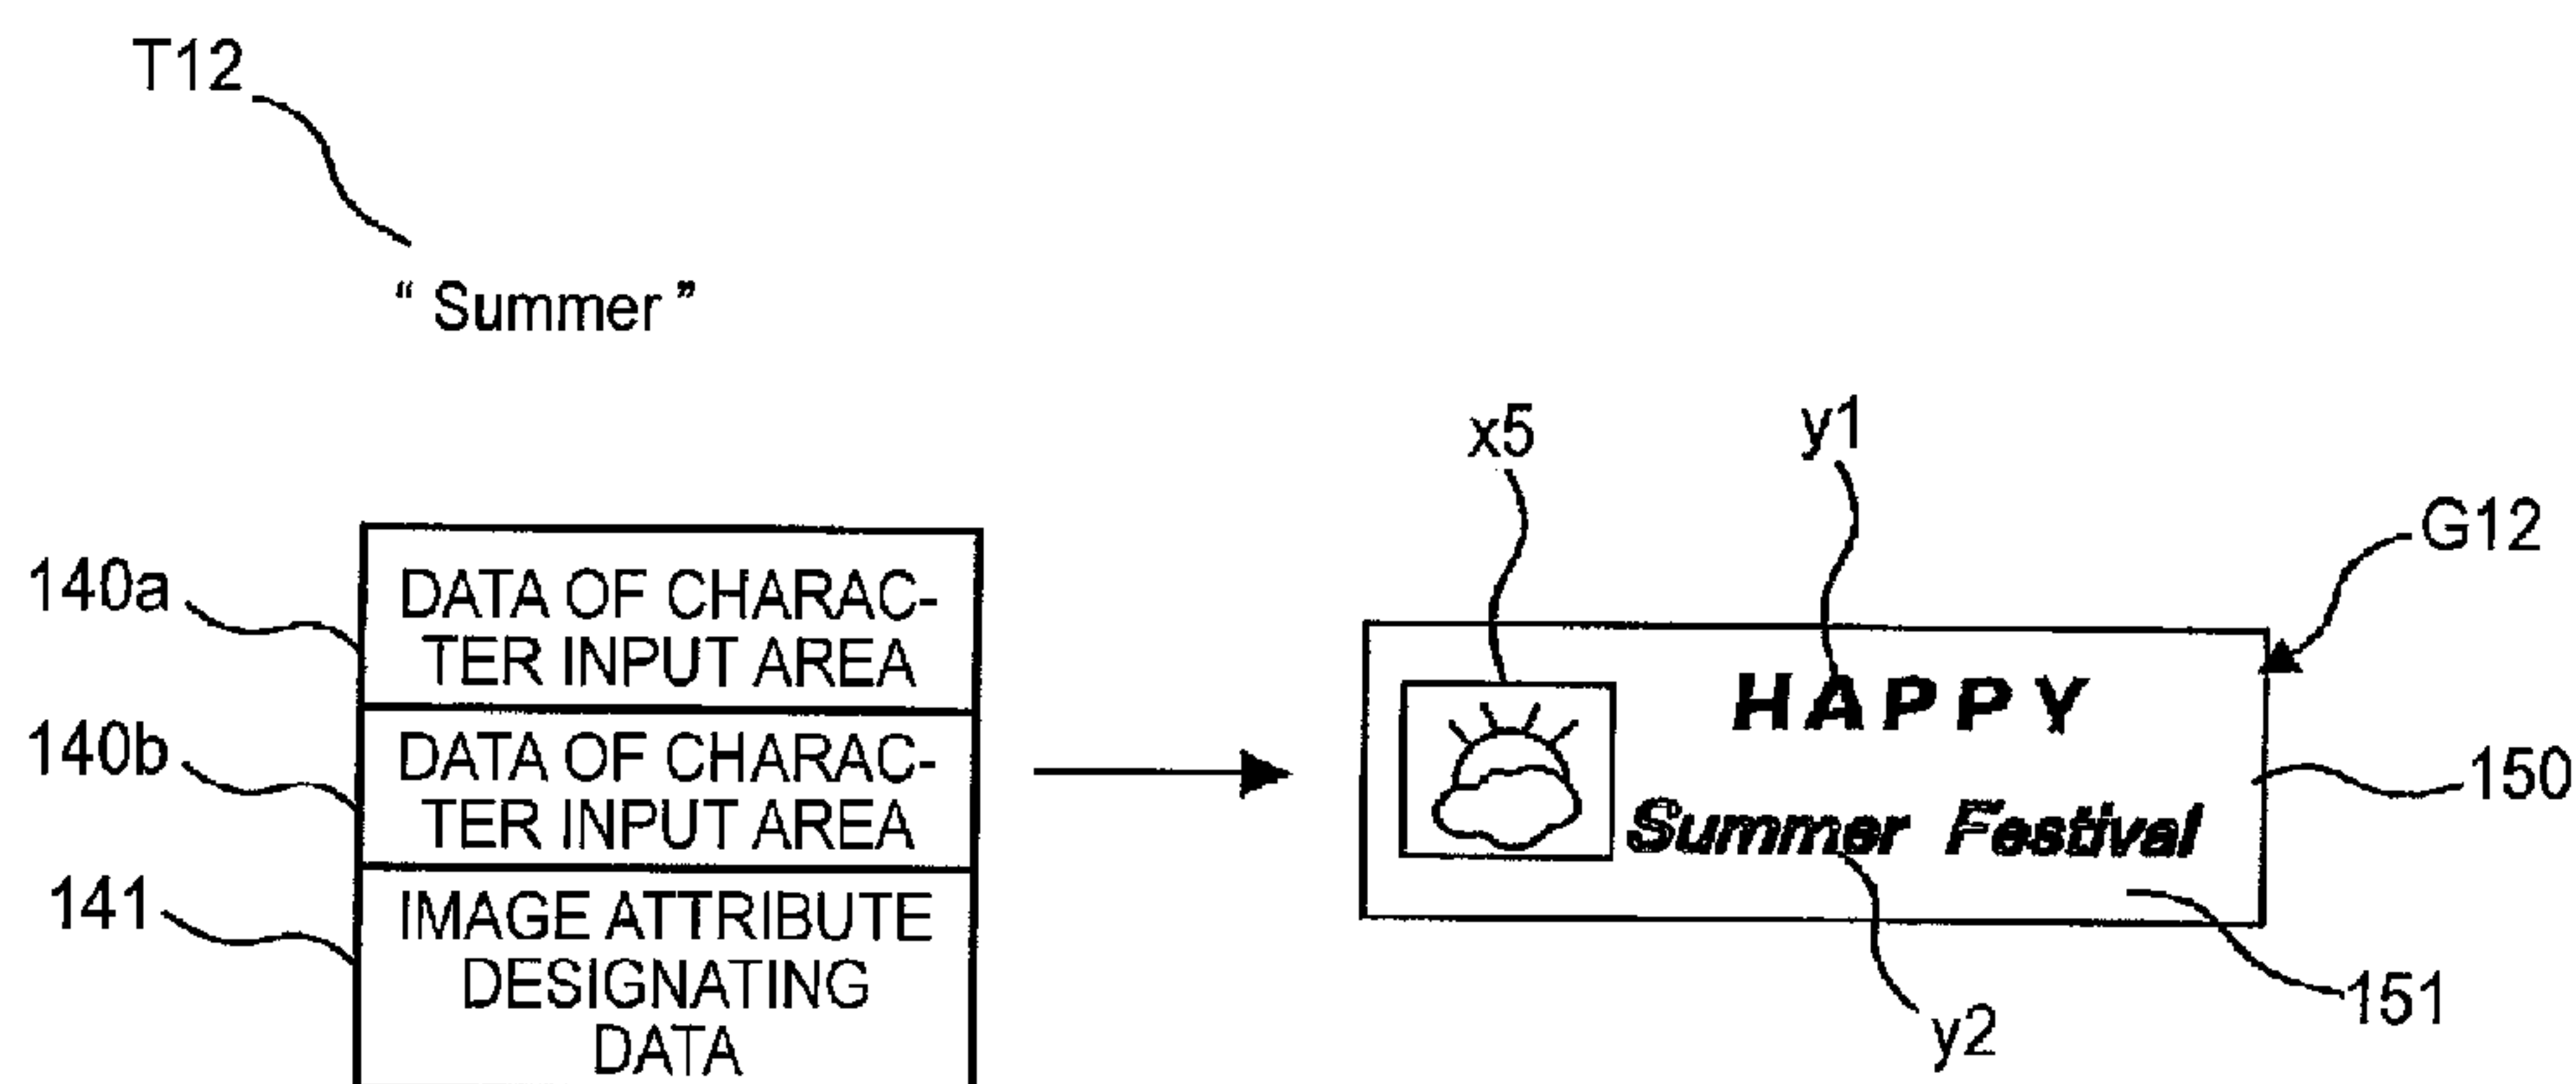 T12
“ Summer ”
x5
y1
G12
140a
DATA OF CHARAC-
TER INPUT AREA
140b
DATA OF CHARAC-
TER INPUT AREA
141
IMAGE ATTRIBUTE
DESIGNATING
DATA
HAPPY
150
Summer Festival
151
y2